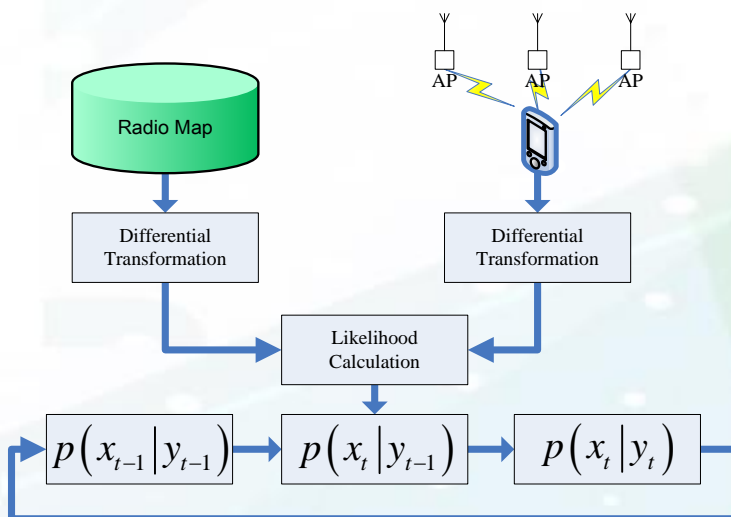 AP AP AP
Radio Map
Differential
Transformation
Differential
Transformation
Likelihood
Calculation
p(x_{t-1}|y_{t-1})
p(x_t|y_{t-1})
p(x_t|y_t)